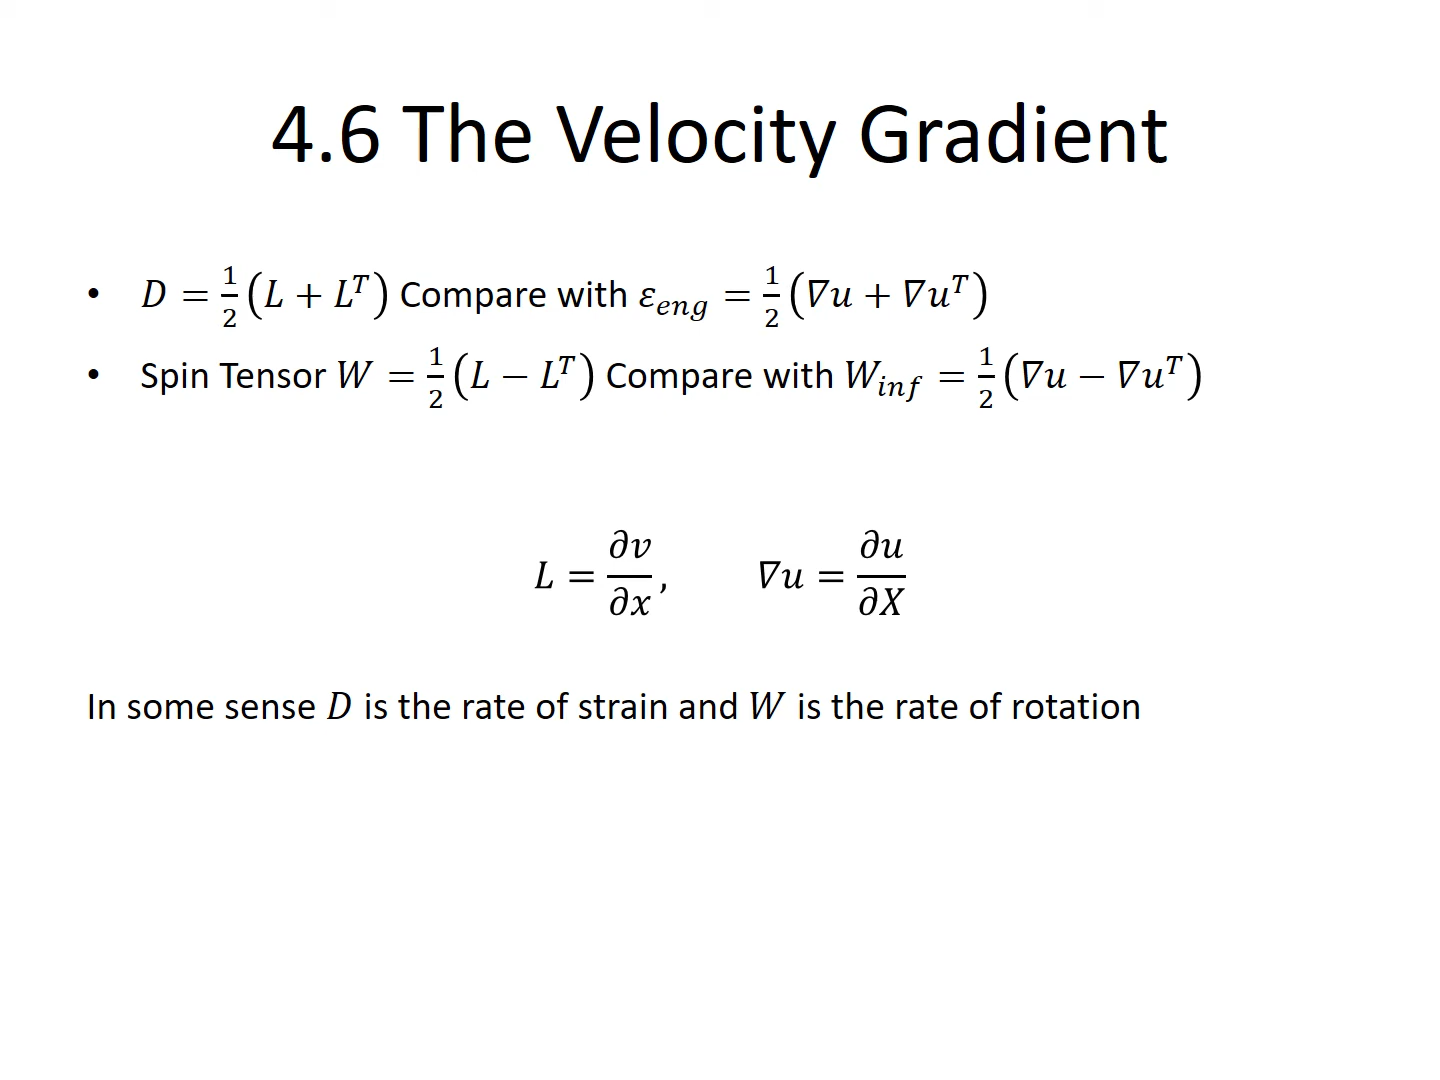 4.6 The Velocity Gradient
• D = 1/2 (L + L^T) Compare with ε_eng = 1/2 (∇u + ∇u^T)
• Spin Tensor W = 1/2 (L − L^T) Compare with W_inf = 1/2 (∇u − ∇u^T)
L = ∂v/∂x, ∇u = ∂u/∂X
In some sense D is the rate of strain and W is the rate of rotation